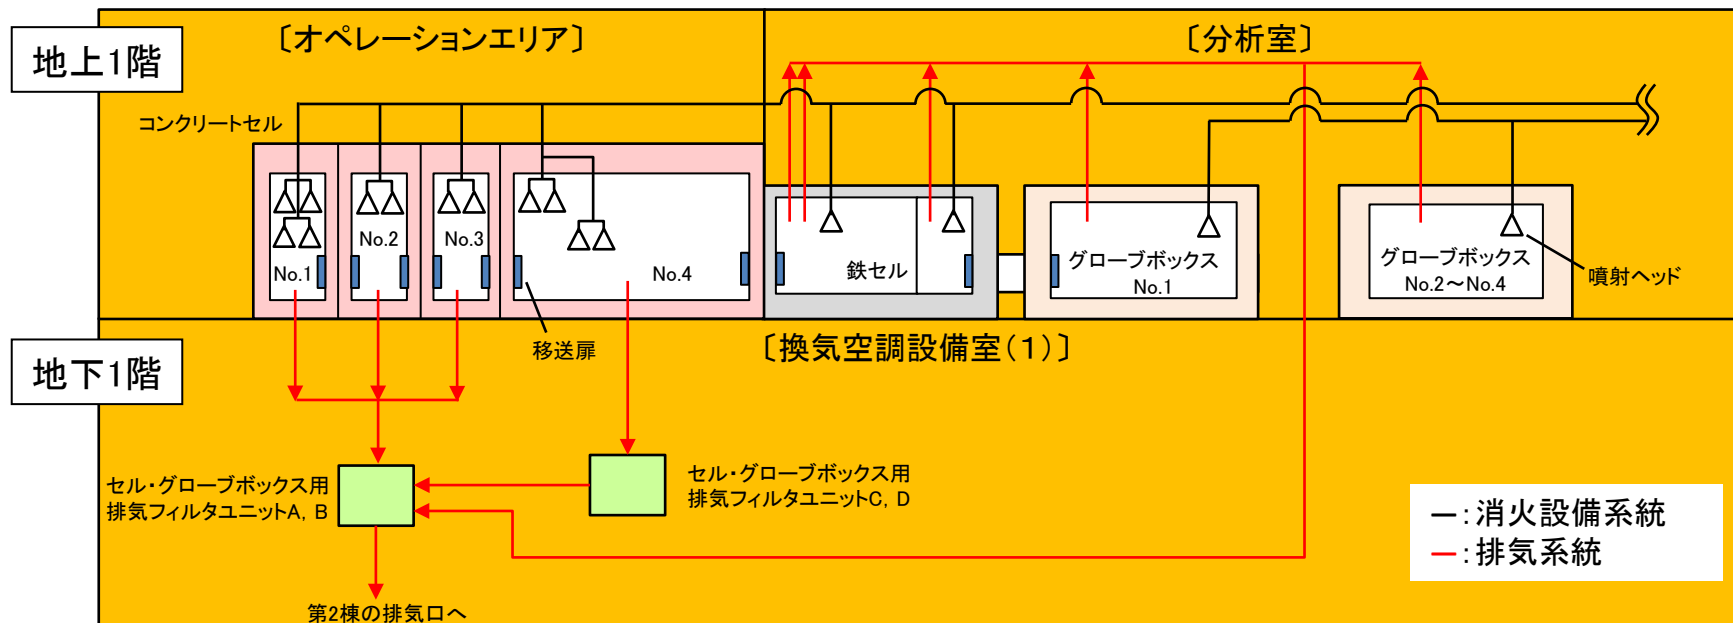 地上1階
〔オペレーションエリア〕
〔分析室〕
コンクリートセル
No.1
No.2
No.3
No.4
鉄セル
グローブボックス
No.1
グローブボックス
No.2～No.4
噴射ヘッド
移送扉
地下1階
〔換気空調設備室(1)〕
セル・グローブボックス用
排気フィルタユニットA, B
セル・グローブボックス用
排気フィルタユニットC, D
第2棟の排気口へ
―：消火設備系統
―：排気系統